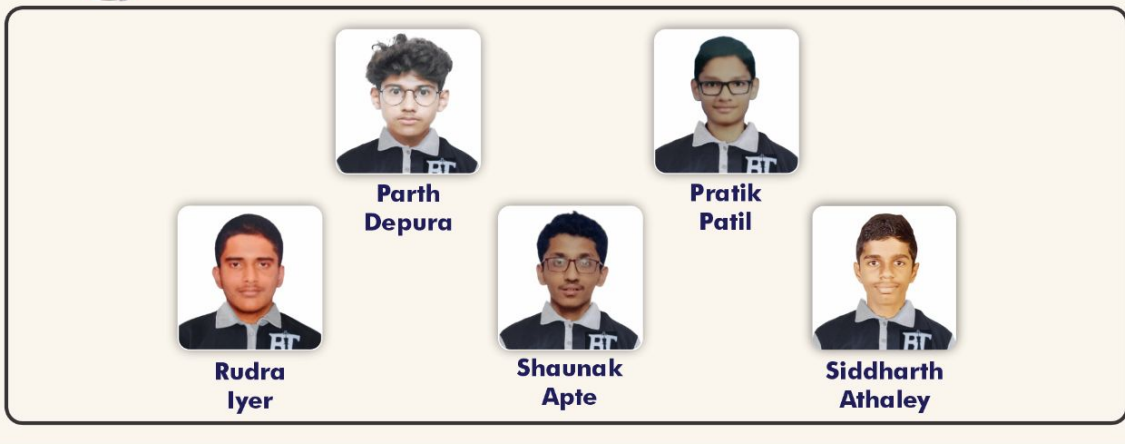 Parth
Depura
Pratik
Patil
Rudra
Iyer
Shaunak
Apte
Siddharth
Athaley